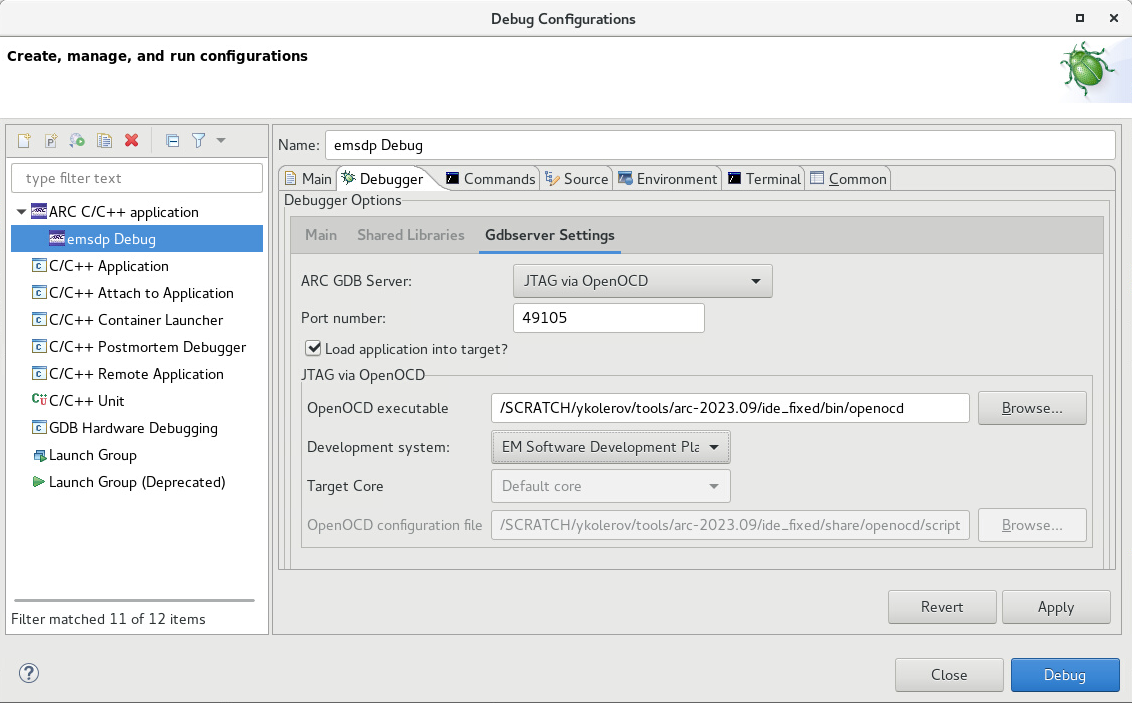 Debug Configurations
Create, manage, and run configurations
type filter text
ARC C/C++ application
emsdp Debug
C/C++ Application
C/C++ Attach to Application
C/C++ Container Launcher
C/C++ Postmortem Debugger
C/C++ Remote Application
C/C++ Unit
GDB Hardware Debugging
Launch Group
Launch Group (Deprecated)
Filter matched 11 of 12 items
Name: emsdp Debug
Main Debugger Commands Source Environment Terminal Common
Debugger Options
Main Shared Libraries Gdbserver Settings
ARC GDB Server: JTAG via OpenOCD
Port number: 49105
Load application into target?
JTAG via OpenOCD
OpenOCD executable /SCRATCH/ykolerov/tools/arc-2023.09/ide_fixed/bin/openocd Browse...
Development system: EM Software Development Pla
Target Core Default core
OpenOCD configuration file /SCRATCH/ykolerov/tools/arc-2023.09/ide_fixed/share/openocd/script Browse...
Revert Apply
Close Debug